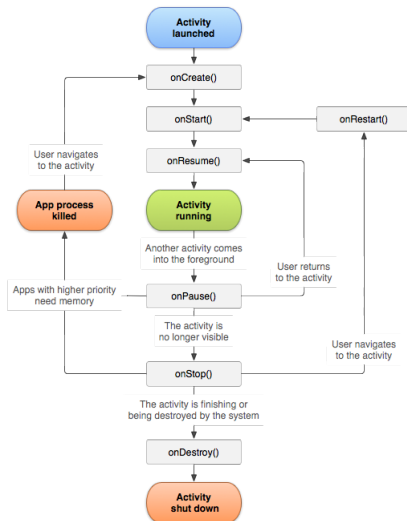 Activity
launched
onCreate()
onStart()
onRestart()
User navigates
to the activity
onResume()
App process
killed
Activity
running
Another activity comes
into the foreground
User returns
to the activity
Apps with higher priority
need memory
onPause()
The activity is
no longer visible
User navigates
to the activity
onStop()
The activity is finishing or
being destroyed by the system
onDestroy()
Activity
shut down